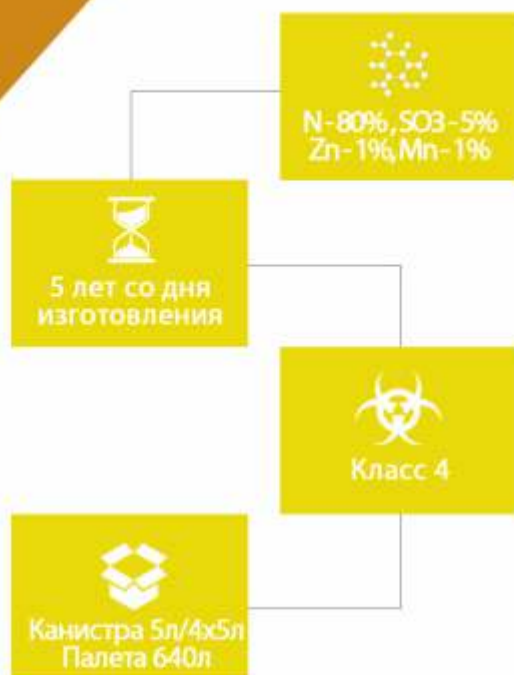 N-80%, SO3-5%
Zn-1%, Mn-1%
5 лет со дня
изготовления
Класс 4
Канистра 5л/4х5л
Палета 640л